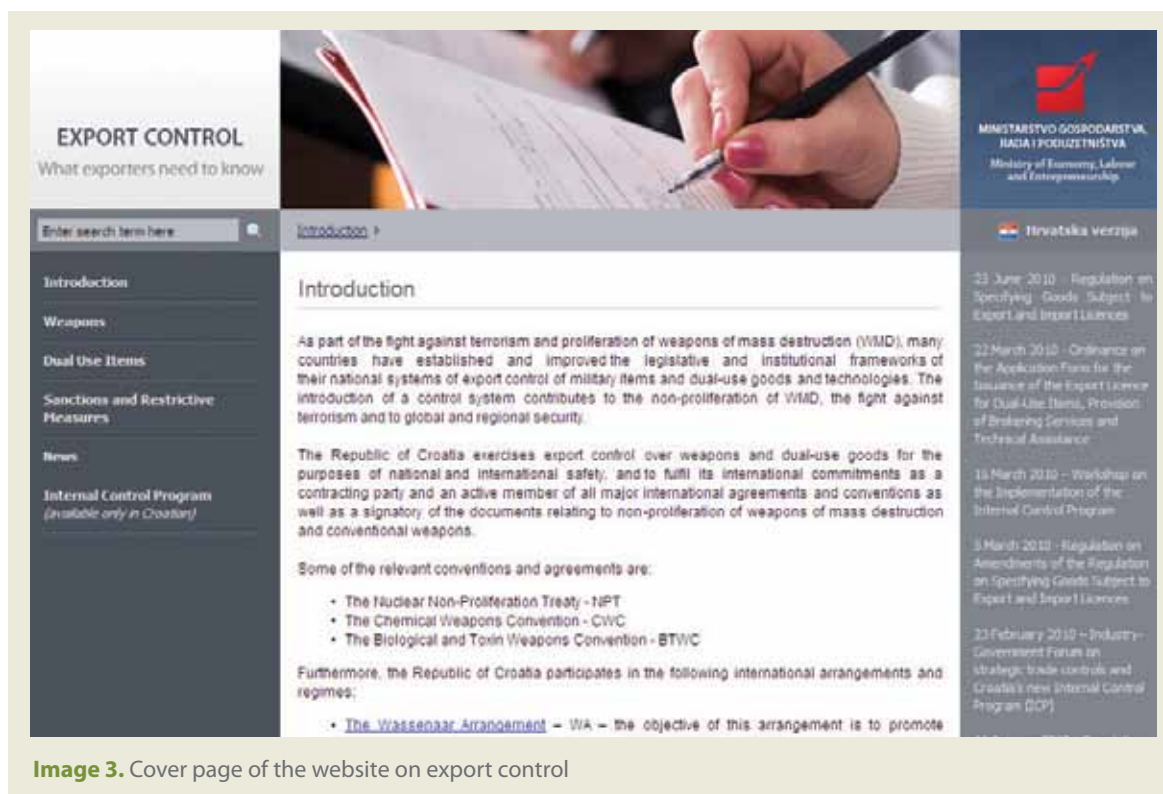 EXPORT CONTROL
What exporters need to know
MINISTARSTVO GOSPODARSTVA,
RADA I PODUZETNIŠTVA
Ministry of Economy, Labour
and Entrepreneurship
Enter search term here
Introduction
Hrvatska verzija
Introduction
Weapons
Dual Use Items
Sanctions and Restrictive
Measures
News
Internal Control Program
(available only in Croatian)
Introduction
As part of the fight against terrorism and proliferation of weapons of mass destruction (WMD), many
countries have established and improved the legislative and institutional frameworks of
their national systems of export control of military items and dual-use goods and technologies. The
introduction of a control system contributes to the non-proliferation of WMD, the fight against
terrorism and to global and regional security.
The Republic of Croatia exercises export control over weapons and dual-use goods for the
purposes of national and international safety, and to fulfil its international commitments as a
contracting party and an active member of all major international agreements and conventions as
well as a signatory of the documents relating to non-proliferation of weapons of mass destruction
and conventional weapons.
Some of the relevant conventions and agreements are:
• The Nuclear Non-Proliferation Treaty - NPT
• The Chemical Weapons Convention - CWC
• The Biological and Toxin Weapons Convention - BTWC
Furthermore, the Republic of Croatia participates in the following international arrangements and
regimes:
• The Wassenaar Arrangement – WA – the objective of this arrangement is to promote
23 June 2010 - Regulation on
Specifying Goods Subject to
Export and Import Licences
22 March 2010 - Ordinance on
the Application Form for the
Issuance of the Export Licence
for Dual-Use Items, Provision
of Brokering Services and
Technical Assistance
16 March 2010 – Workshop on
the Implementation of the
Internal Control Program
5 March 2010 - Regulation on
Amendments of the Regulation
on Specifying Goods Subject to
Export and Import Licences
23 February 2010 – Industry-
Government Forum on
strategic trade controls and
Croatia's new Internal Control
Program (ICP)
Image 3. Cover page of the website on export control